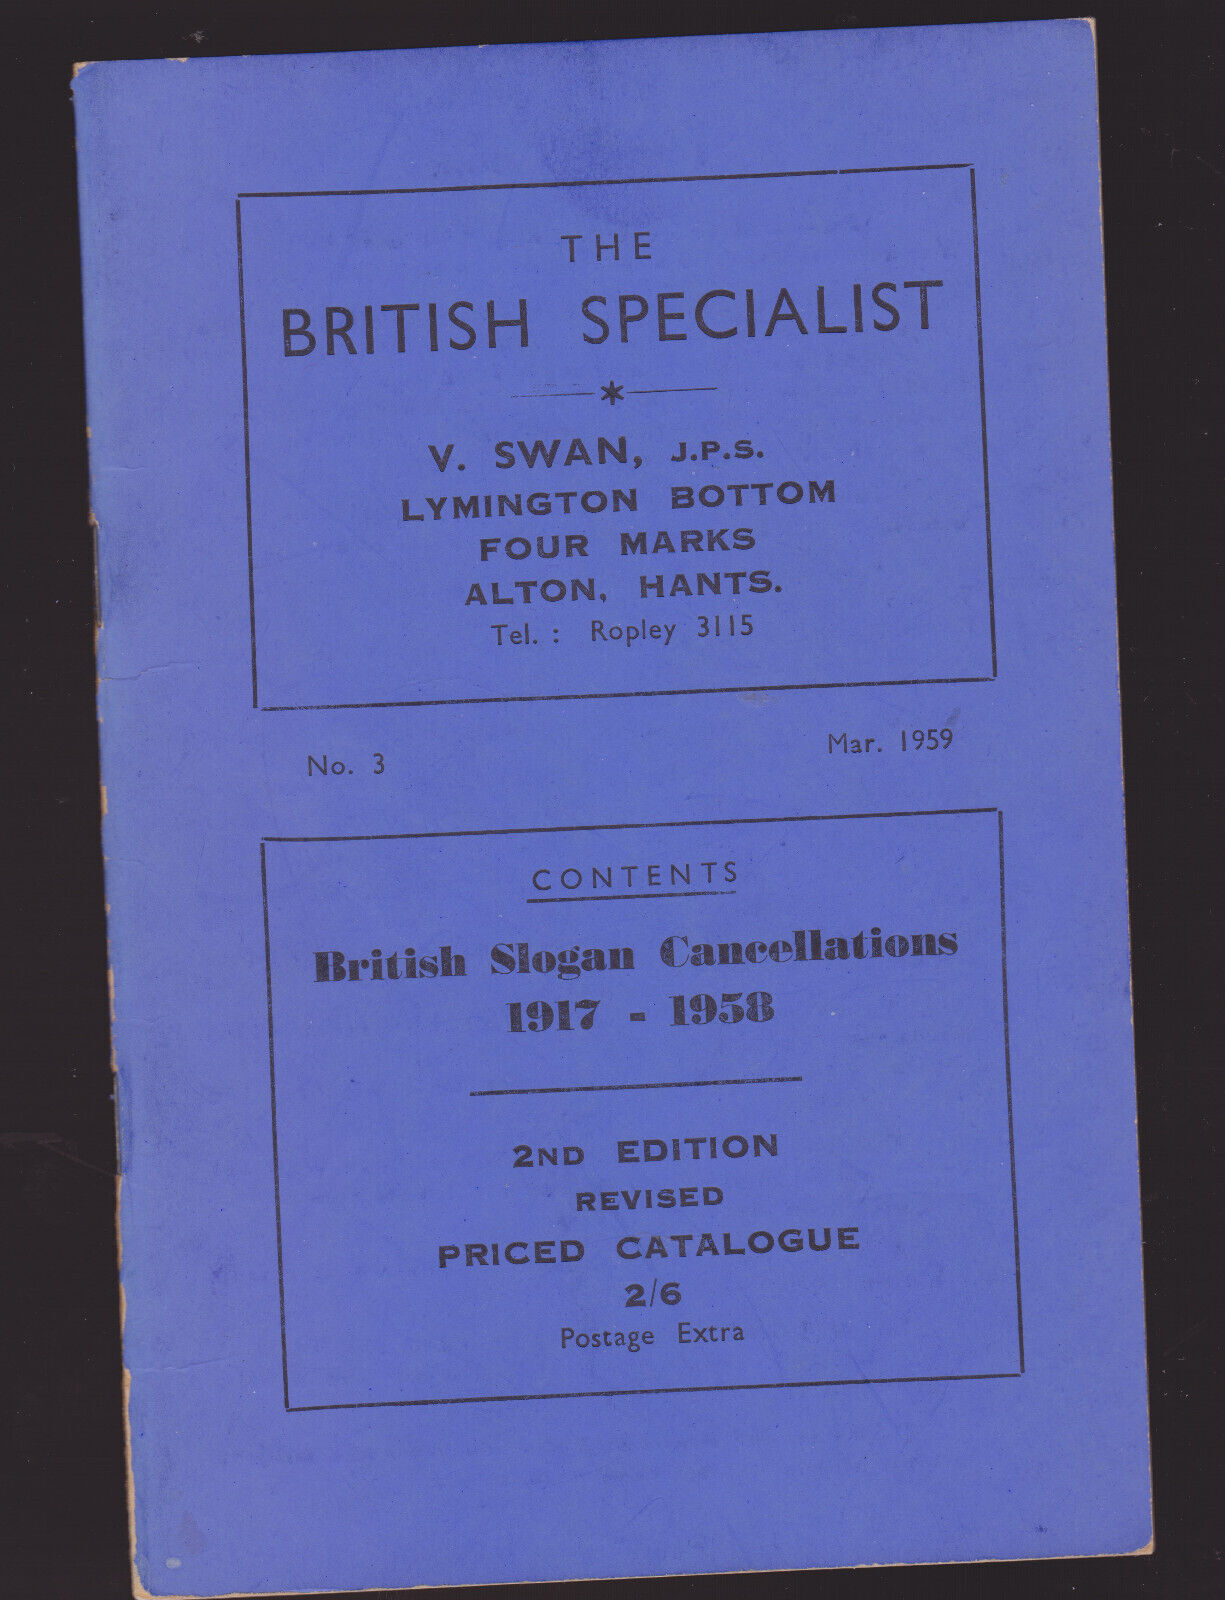 THE
BRITISH SPECIALIST
V. SWAN, J.P.S.
LYMINGTON BOTTOM
FOUR MARKS
ALTON, HANTS.
Tel. : Ropley 3115
No. 3
Mar. 1959
CONTENTS
British Slogan Cancellations
1917 - 1958
2ND EDITION
REVISED
PRICED CATALOGUE
2/6
Postage Extra